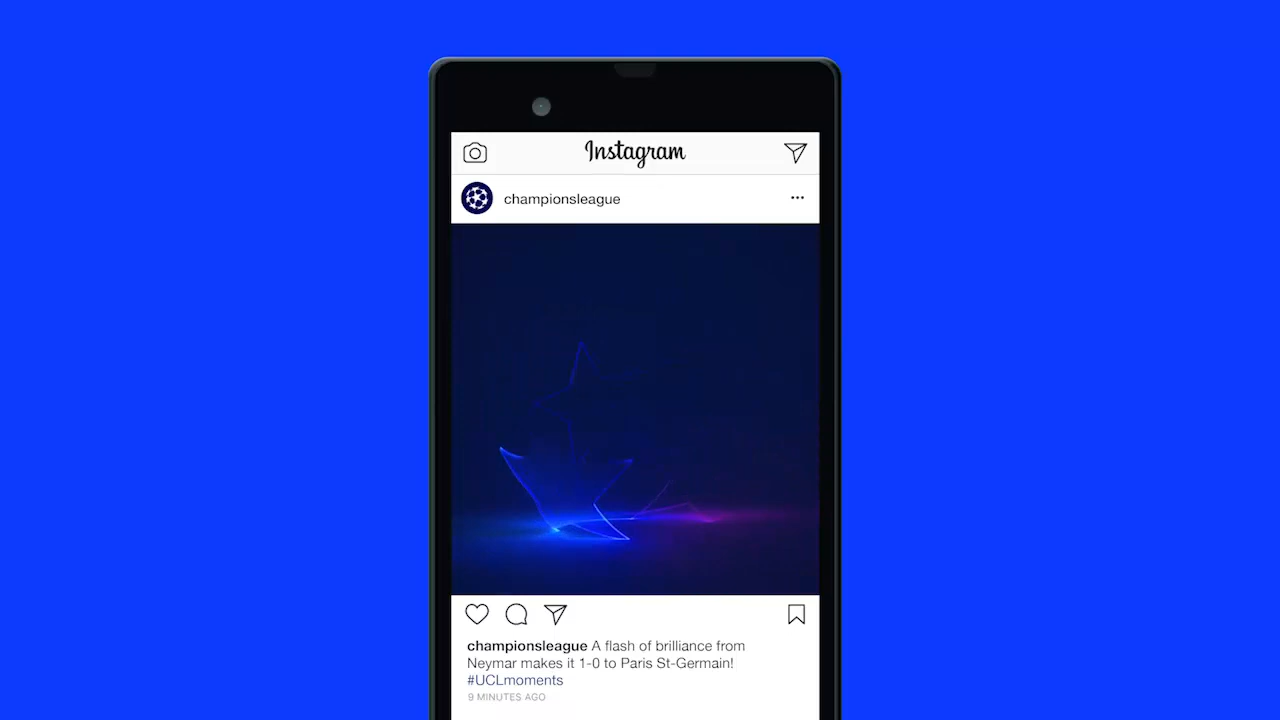 Instagram
championsleague
championsleague A flash of brilliance from
Neymar makes it 1-0 to Paris St-Germain!
#UCLmoments
9 MINUTES AGO